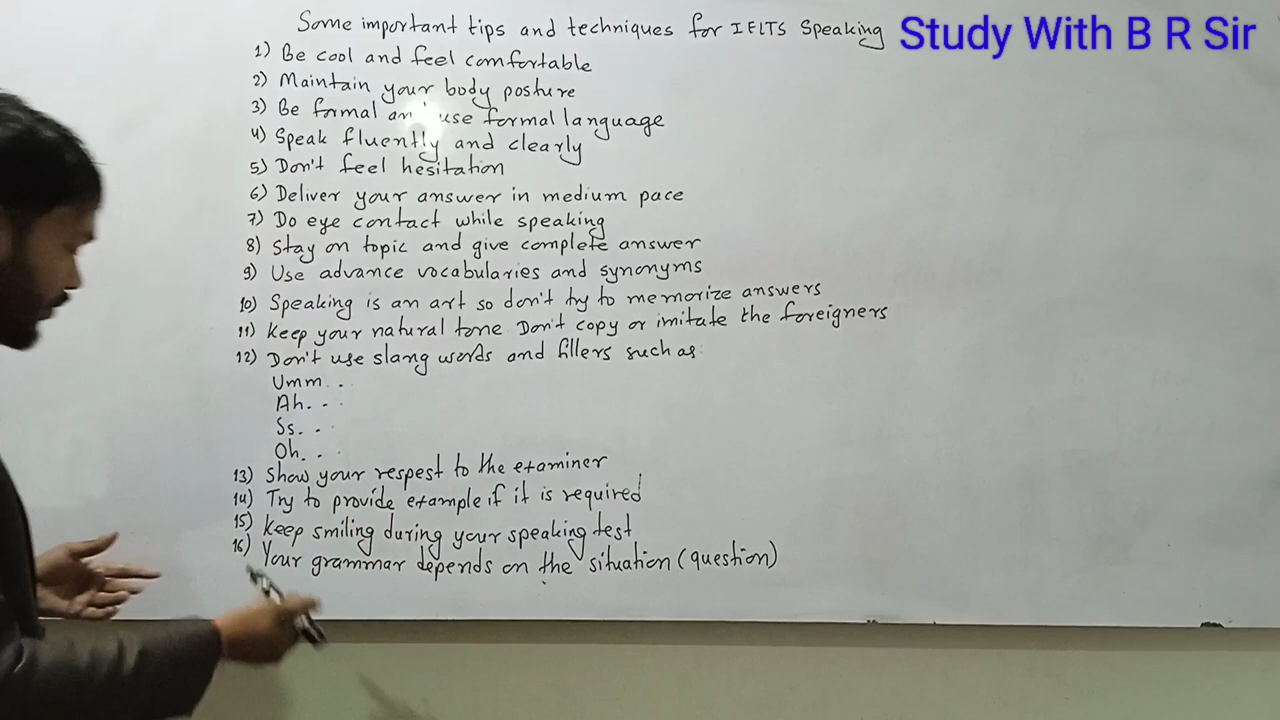 Some important tips and techniques for IELTS Speaking
Study With B R Sir
1) Be cool and feel comfortable
2) Maintain your body posture
3) Be formal an use formal language
4) Speak fluently and clearly
5) Don't feel hesitation
6) Deliver your answer in medium pace
7) Do eye contact while speaking
8) Stay on topic and give complete answer
9) Use advance vocabularies and synonyms
10) Speaking is an art so don't try to memorize answers
11) Keep your natural tone Don't copy or imitate the foreigners
12) Don't use slang words and fillers such as:
Umm...
Ah...
Ss...
Oh...
13) Show your respest to the examiner
14) Try to provide example if it is required
15) Keep smiling during your speaking test
16) Your grammar depends on the situation (question)